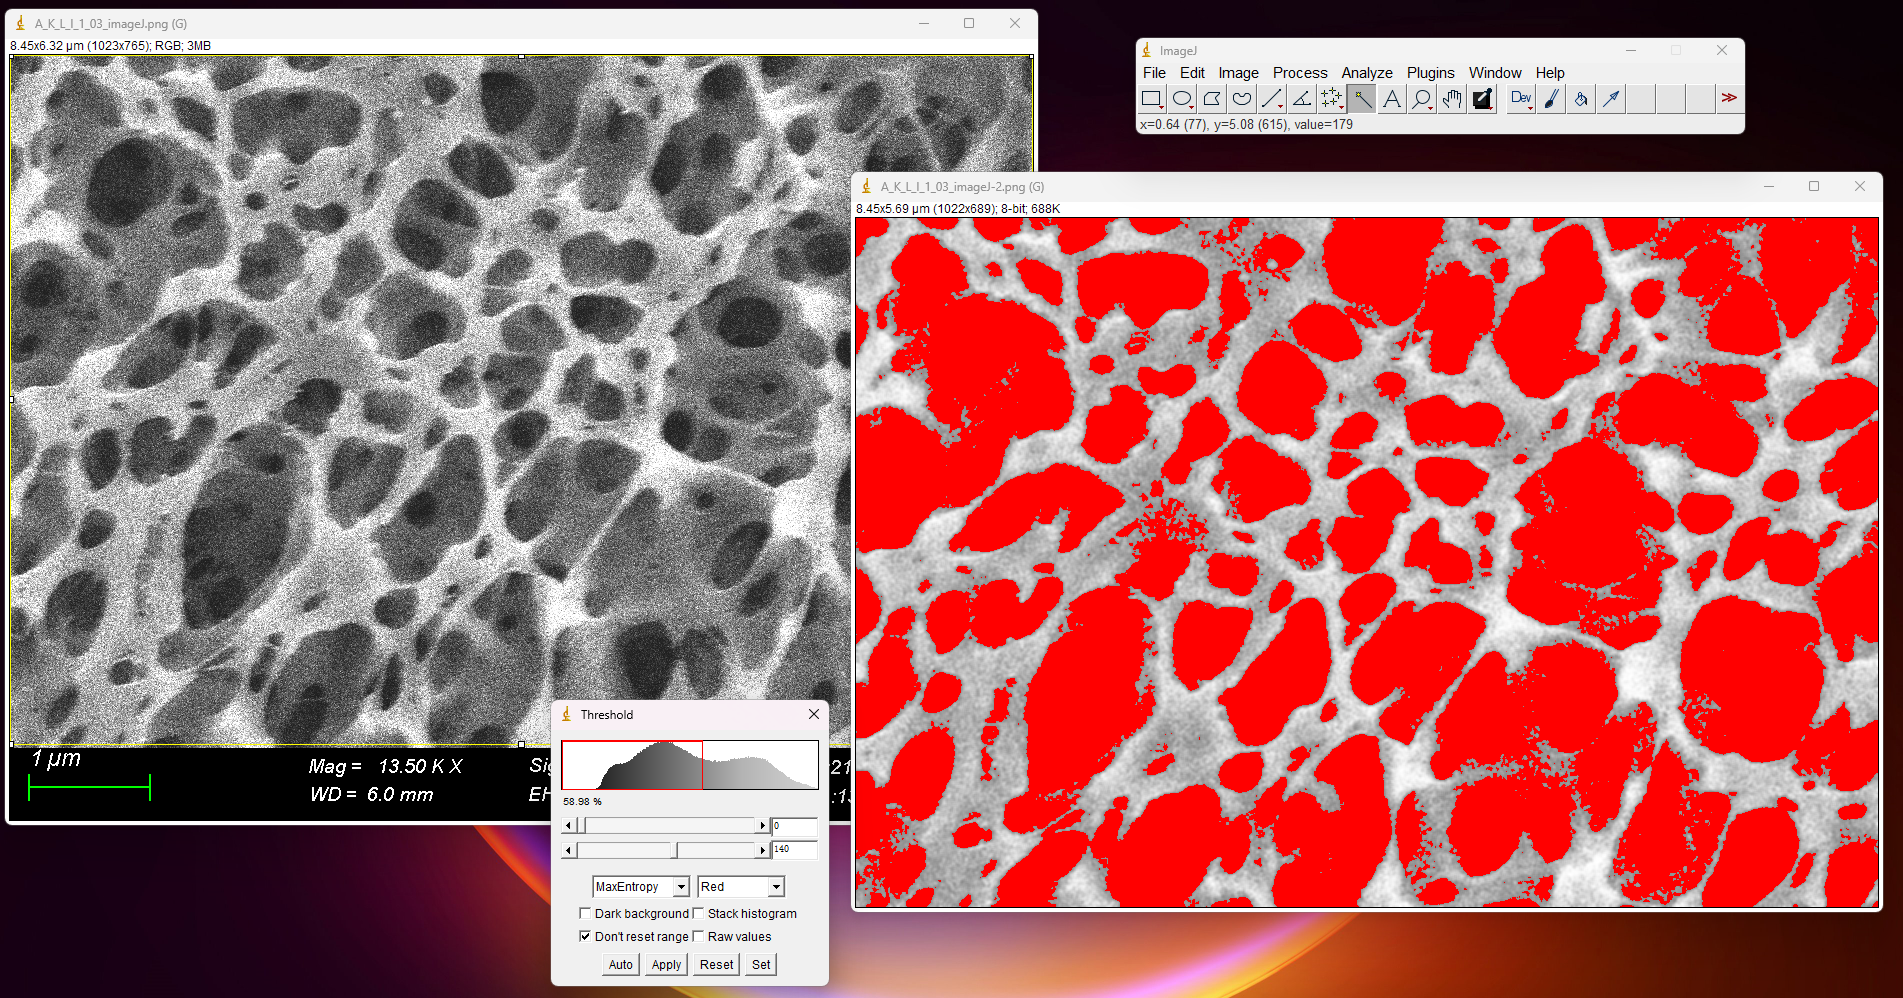 A_K_L_I_1_03_imageJ.png (G)
8.45x6.32 µm (1023x765); RGB; 3MB
1 µm
Mag = 13.50 K X
WD = 6.0 mm
ImageJ
File Edit Image Process Analyze Plugins Window Help
Dev
x=0.64 (77), y=5.08 (615), value=179
A_K_L_I_1_03_imageJ-2.png (G)
8.45x5.69 µm (1022x689); 8-bit; 688K
Threshold
58.98 %
0
140
MaxEntropy Red
Dark background Stack histogram
Don't reset range Raw values
Auto Apply Reset Set